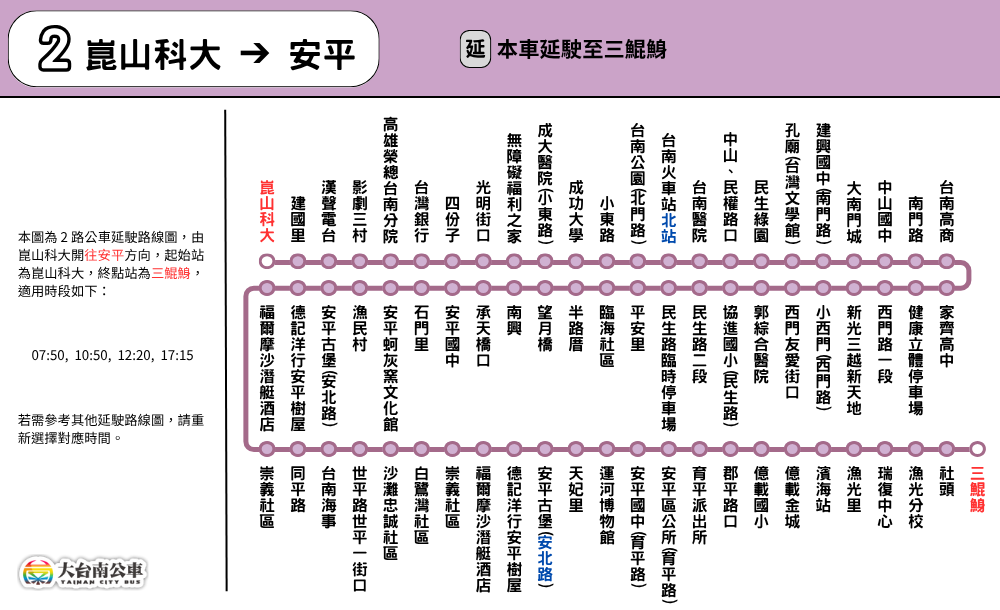 2 崑山科大 → 安平
延 本車延駛至三鯤鯓
本圖為 2 路公車延駛路線圖，由
崑山科大開往安平方向，起始站
為崑山科大，終點站為三鯤鯓，
適用時段如下：
07:50, 10:50, 12:20, 17:15
若需參考其他延駛路線圖，請重
新選擇對應時間。
大台南公車
TAINAN CITY BUS
崑山科大
建國里
漢聲電台
影劇三村
高雄榮總台南分院
台灣銀行
四份子
光明街口
無障礙福利之家
成大醫院(小東路)
成功大學
小東路
台南公園(北門路)
台南火車站北站
台南醫院
中山、民權路口
民生綠園
孔廟(台灣文學館)
建興國中(南門路)
大南門城
中山國中
南門路
台南高商
福爾摩沙潛艇酒店
德記洋行安平樹屋
安平古堡(安北路)
漁民村
安平蚵灰窯文化館
石門里
安平國中
承天橋口
南興
望月橋
半路厝
臨海社區
平安里
民生路臨時停車場
民生路二段
協進國小(民生路)
郭綜合醫院
西門友愛街口
小西門(西門路)
新光三越新天地
西門路一段
健康立體停車場
家齊高中
崇義社區
同平路
台南海事
世平路世平一街口
沙灘忠誠社區
白鷺灣社區
崇義社區
福爾摩沙潛艇酒店
德記洋行安平樹屋
安平古堡(安北路)
天妃里
運河博物館
安平國中(育平路)
安平區公所(育平路)
育平派出所
郡平路口
億載國小
億載金城
濱海站
漁光里
瑞復中心
漁光分校
社頭
三鯤鯓